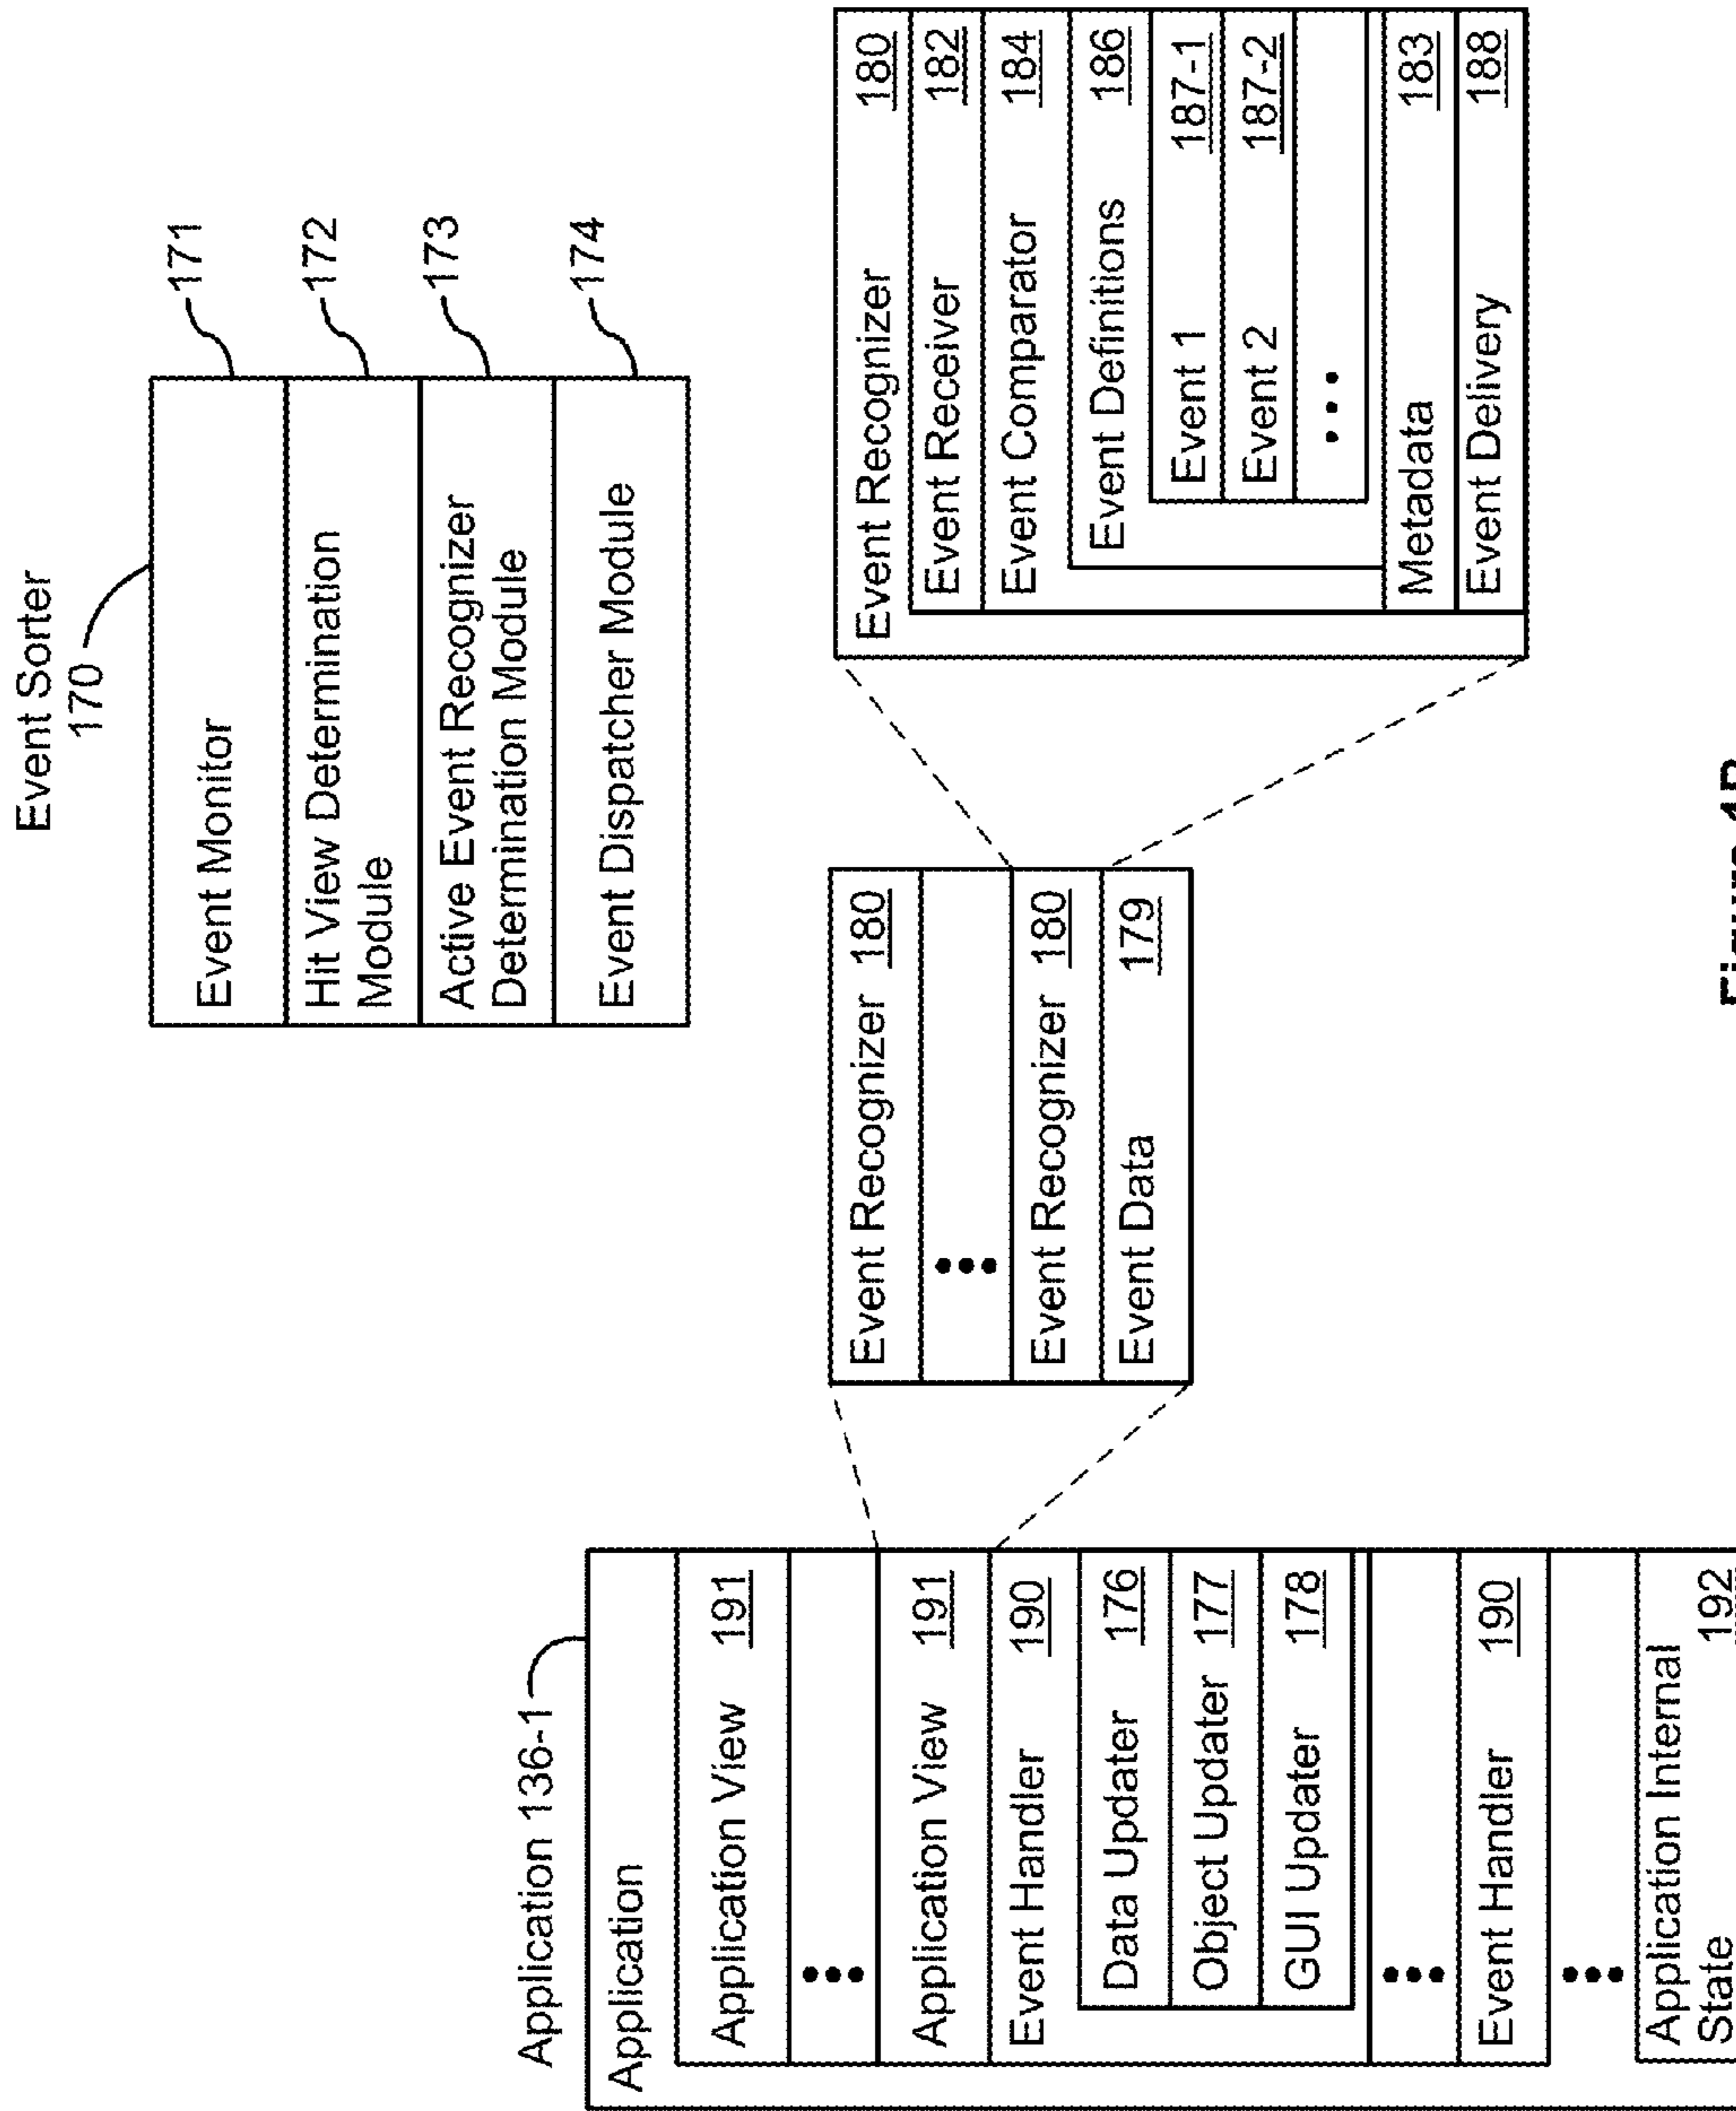 Event Sorter
170
Event Monitor
171
Hit View Determination
Module
172
Active Event Recognizer
Determination Module
173
Event Dispatcher Module
174
Application 136-1
Application
Application View 191
•••
Application View 191
Event Handler 190
Data Updater 176
Object Updater 177
GUI Updater 178
•••
Event Handler 190
•••
Application Internal
State 192
Event Recognizer 180
•••
Event Recognizer 180
Event Data 179
Event Recognizer 180
Event Receiver 182
Event Comparator 184
Event Definitions 186
Event 1 187-1
Event 2 187-2
•••
Metadata 183
Event Delivery 188
Figure 1B